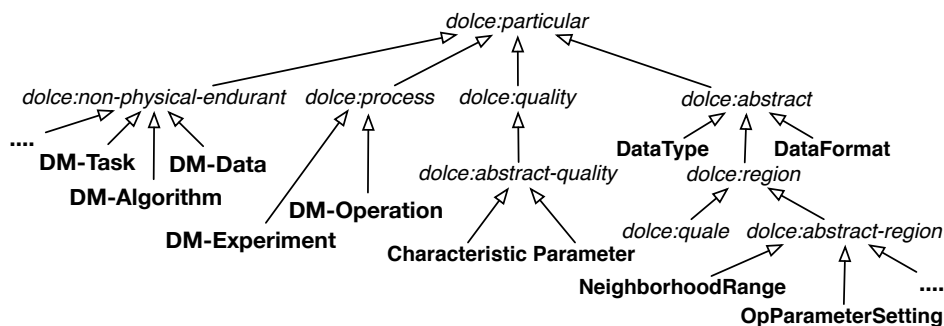 dolce:particular
dolce:non-physical-endurant dolce:process dolce:quality dolce:abstract
.... DM-Task DM-Data DataType DataFormat
DM-Algorithm dolce:abstract-quality dolce:region
DM-Experiment DM-Operation dolce:quale dolce:abstract-region
Characteristic Parameter
NeighborhoodRange ....
OpParameterSetting